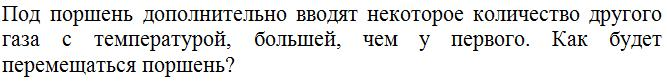 Под поршень дополнительно вводят некоторое количество другого
газа с температурой, большей, чем у первого. Как будет
перемещаться поршень?